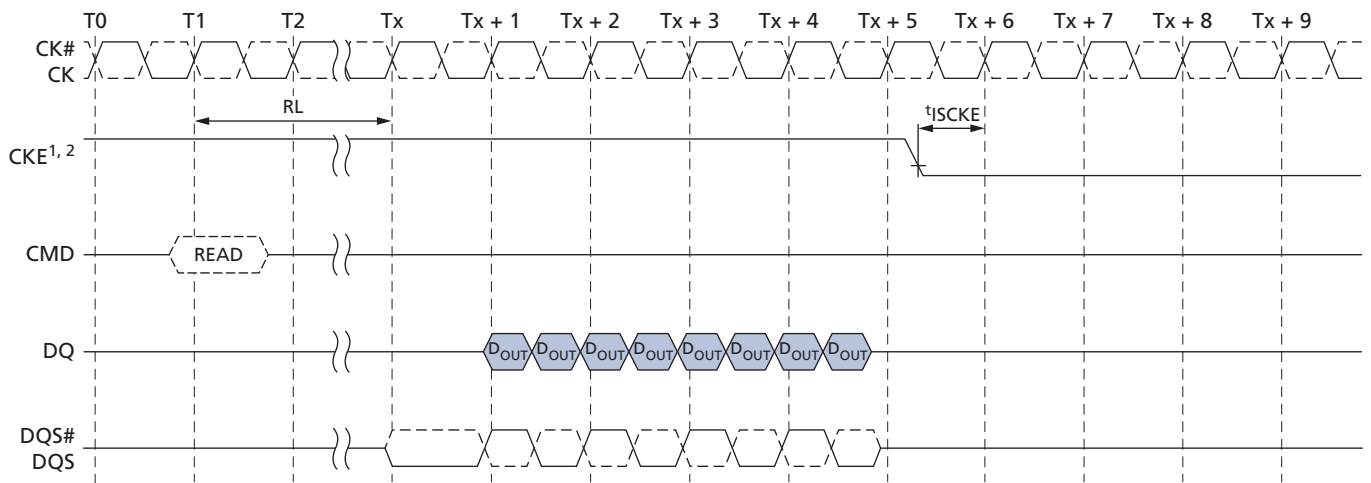 T0 T1 T2 Tx Tx + 1 Tx + 2 Tx + 3 Tx + 4 Tx + 5 Tx + 6 Tx + 7 Tx + 8 Tx + 9
CK#
CK
RL
tISCKE
CKE1, 2
CMD
READ
DQ
DOUT DOUT DOUT DOUT DOUT DOUT DOUT DOUT
DQS#
DQS